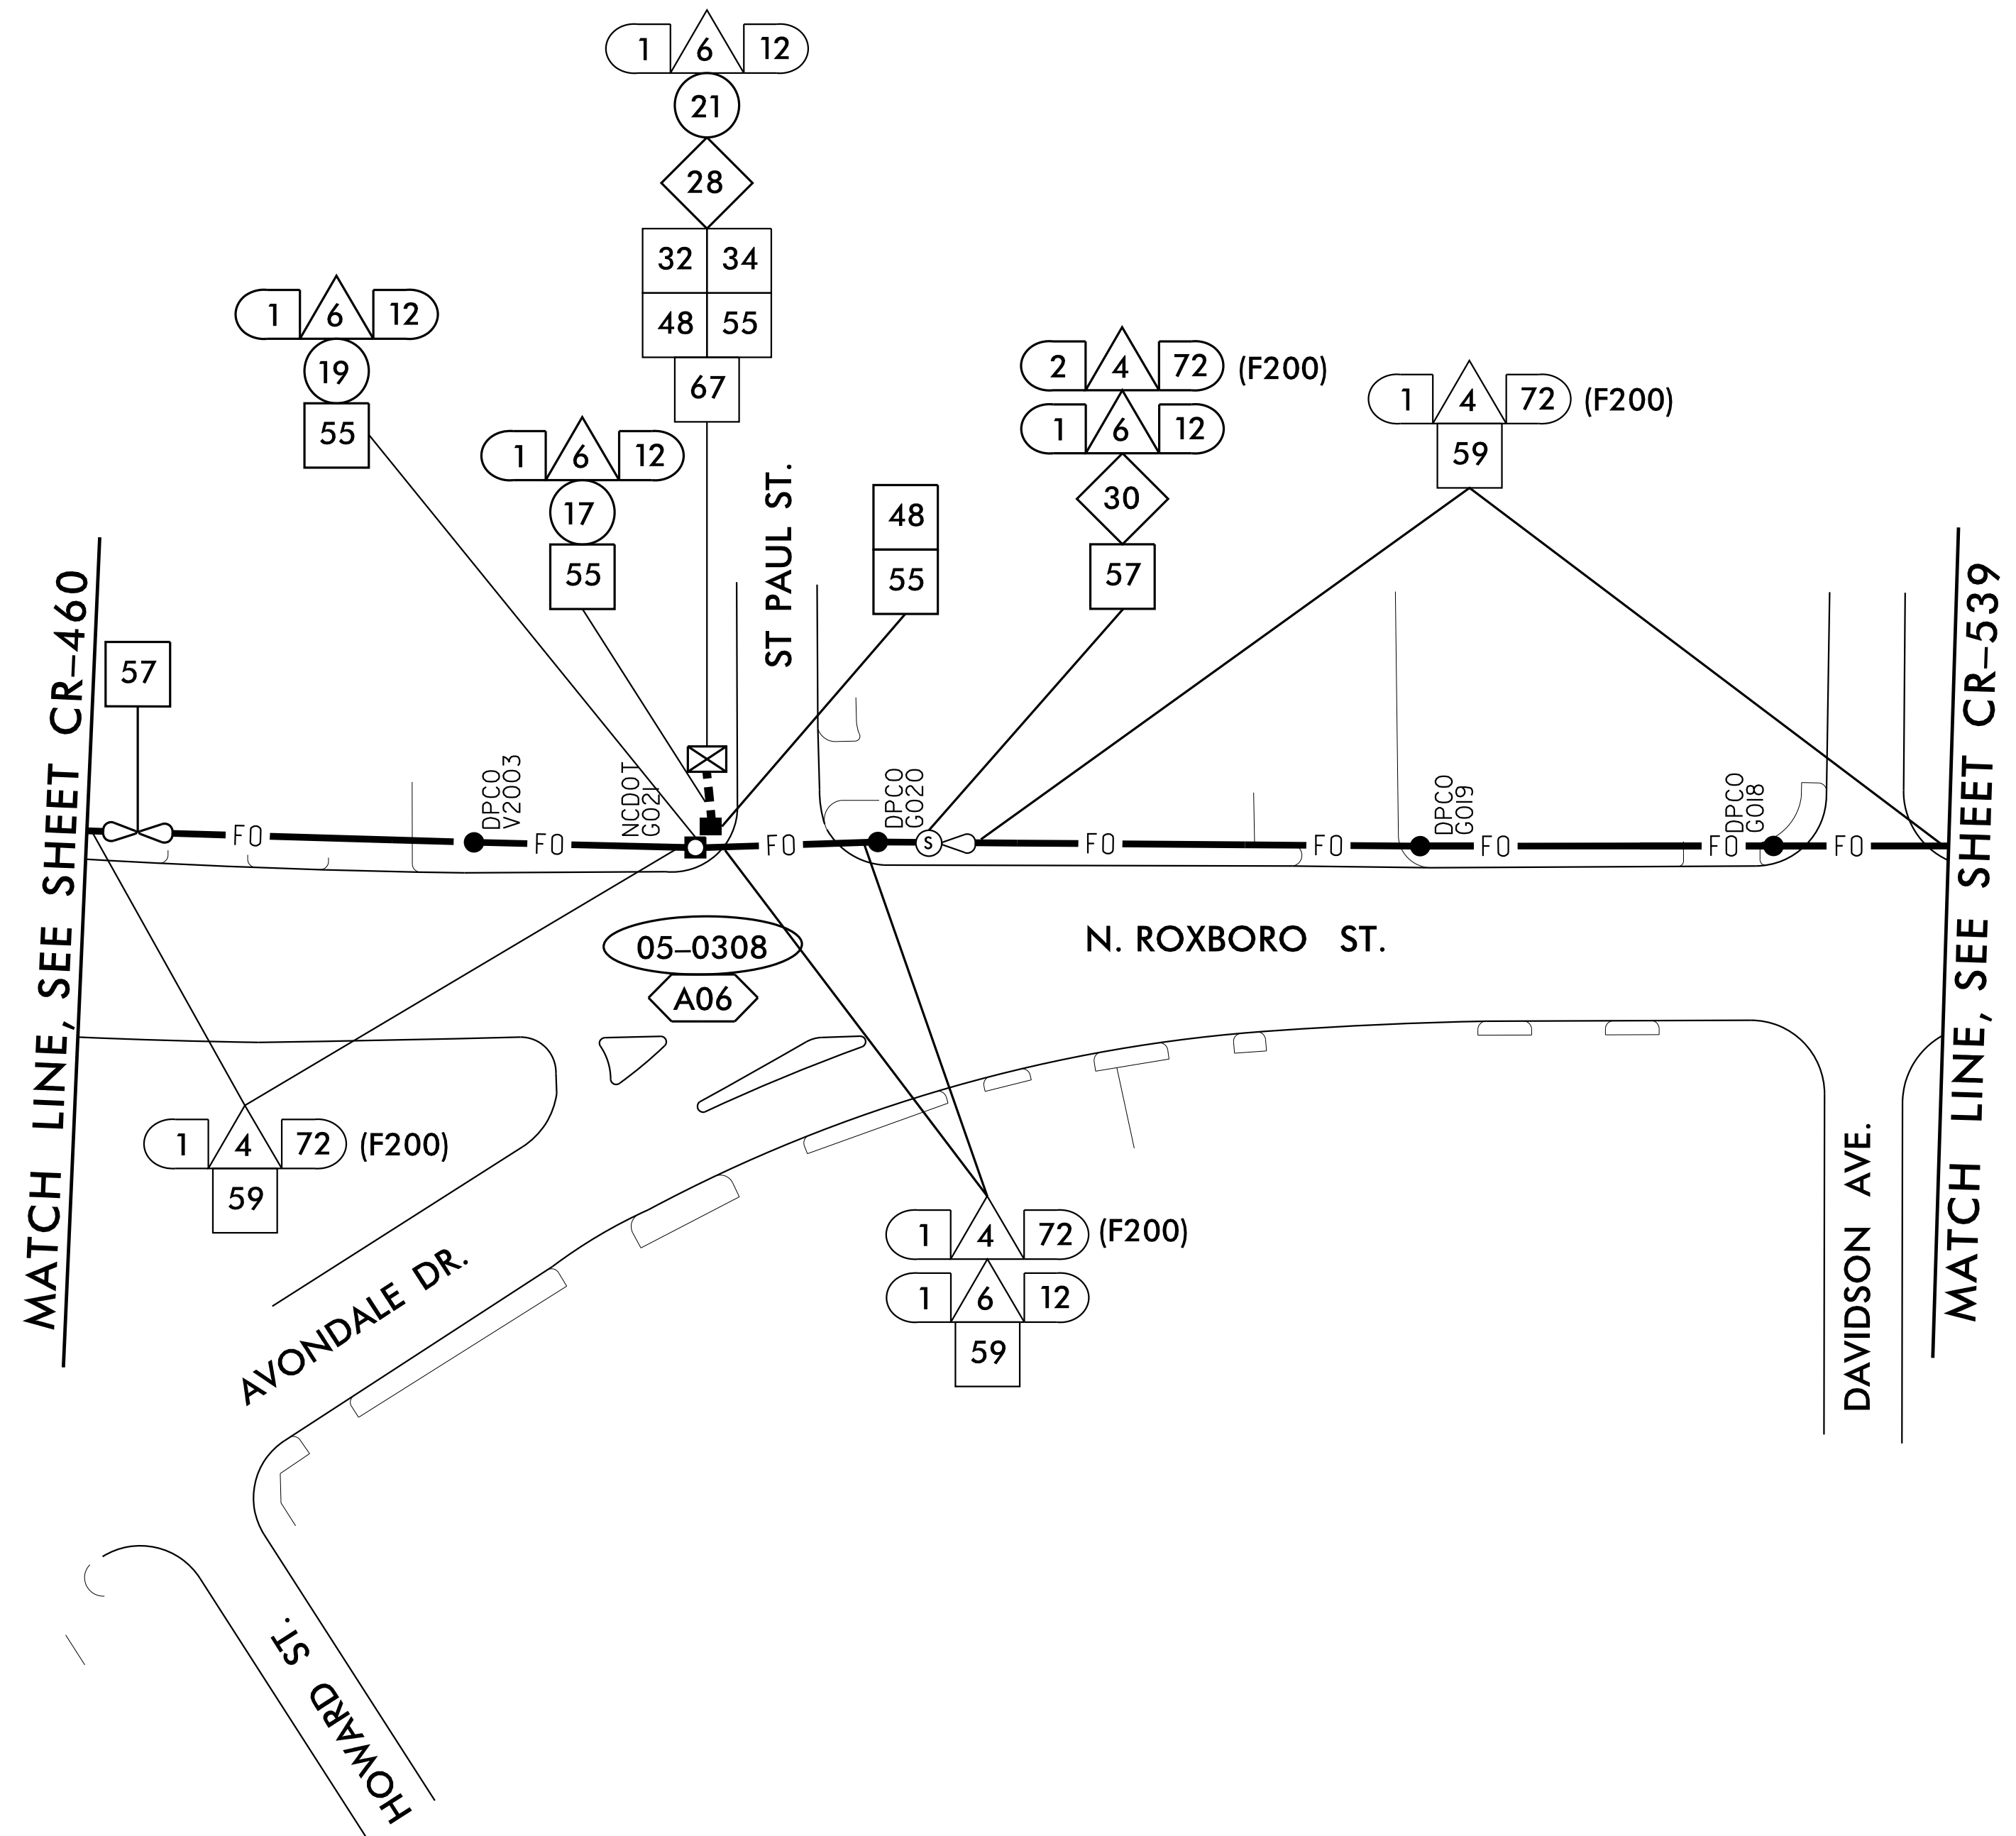 1 6 12
21
28
32 34
48 55
67
1 6 12
19
55
1 6 12
17
55
ST PAUL ST.
48
55
2 4 72 (F200)
1 6 12
30
57
1 4 72 (F200)
59
57
MATCH LINE, SEE SHEET CR-460
MATCH LINE, SEE SHEET CR-539
DPCO
V2003
NCDOT
G021
DPCO
G020
DPCO
G019
DPCO
G018
FO FO FO S FO FO FO FO FO
05-0308
A06
N. ROXBORO ST.
1 4 72 (F200)
59
1 4 72 (F200)
1 6 12
59
AVONDALE DR.
DAVIDSON AVE.
HOWARD ST.